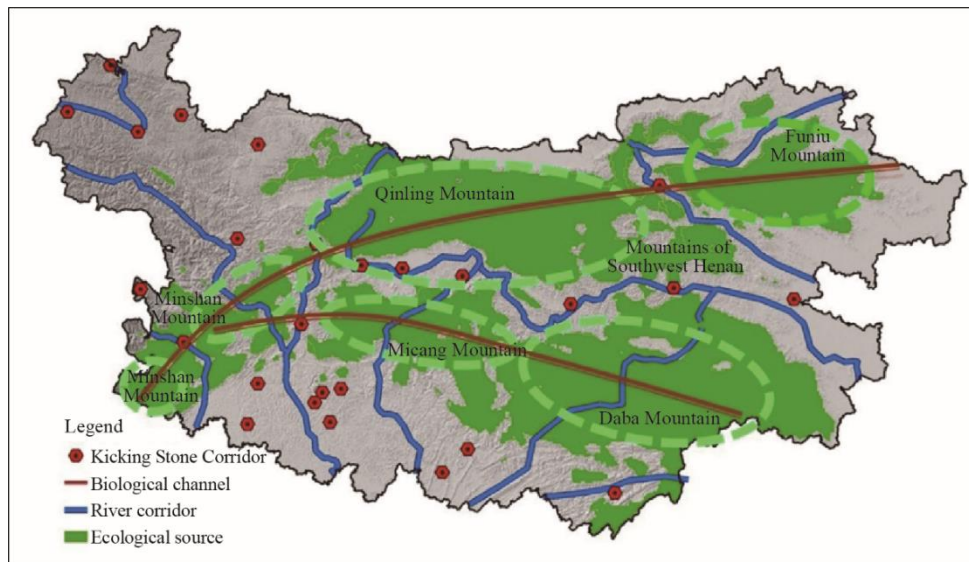 Funiu
Mountain
Qinling Mountain
Mountains of
Southwest Henan
Minshan
Mountain
Micang Mountain
Minshan
Mountain
Daba Mountain
Legend
Kicking Stone Corridor
Biological channel
River corridor
Ecological source